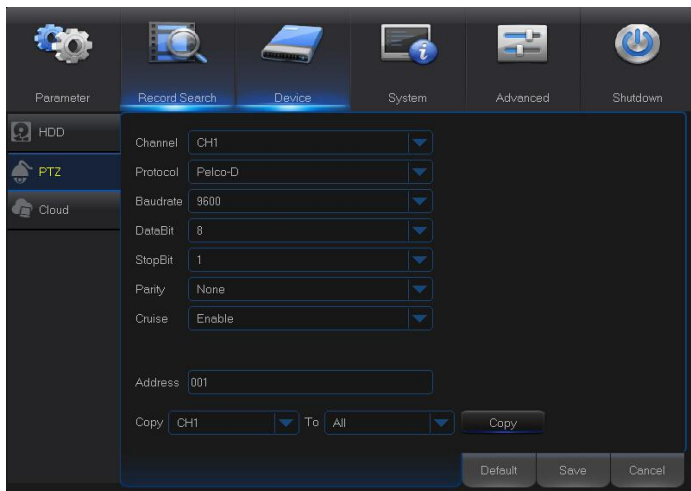 Parameter Record Search Device System Advanced Shutdown
HDD
PTZ
Cloud
Channel CH1
Protocol Pelco-D
Baudrate 9600
DataBit 8
StopBit 1
Parity None
Cruise Enable
Address 001
Copy CH1 To All Copy
Default Save Cancel